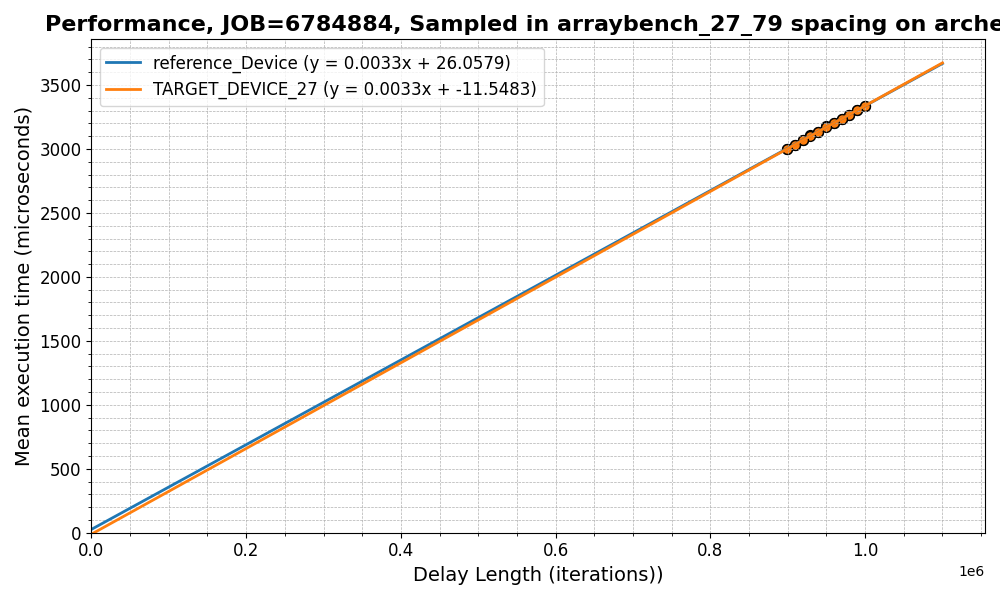 Performance, JOB=6784884, Sampled in arraybench_27_79 spacing on arche
reference_Device (y = 0.0033x + 26.0579)
TARGET_DEVICE_27 (y = 0.0033x + -11.5483)
Mean execution time (microseconds)
3500
3000
2500
2000
1500
1000
500
0
0.0 0.2 0.4 0.6 0.8 1.0
1e6
Delay Length (iterations))